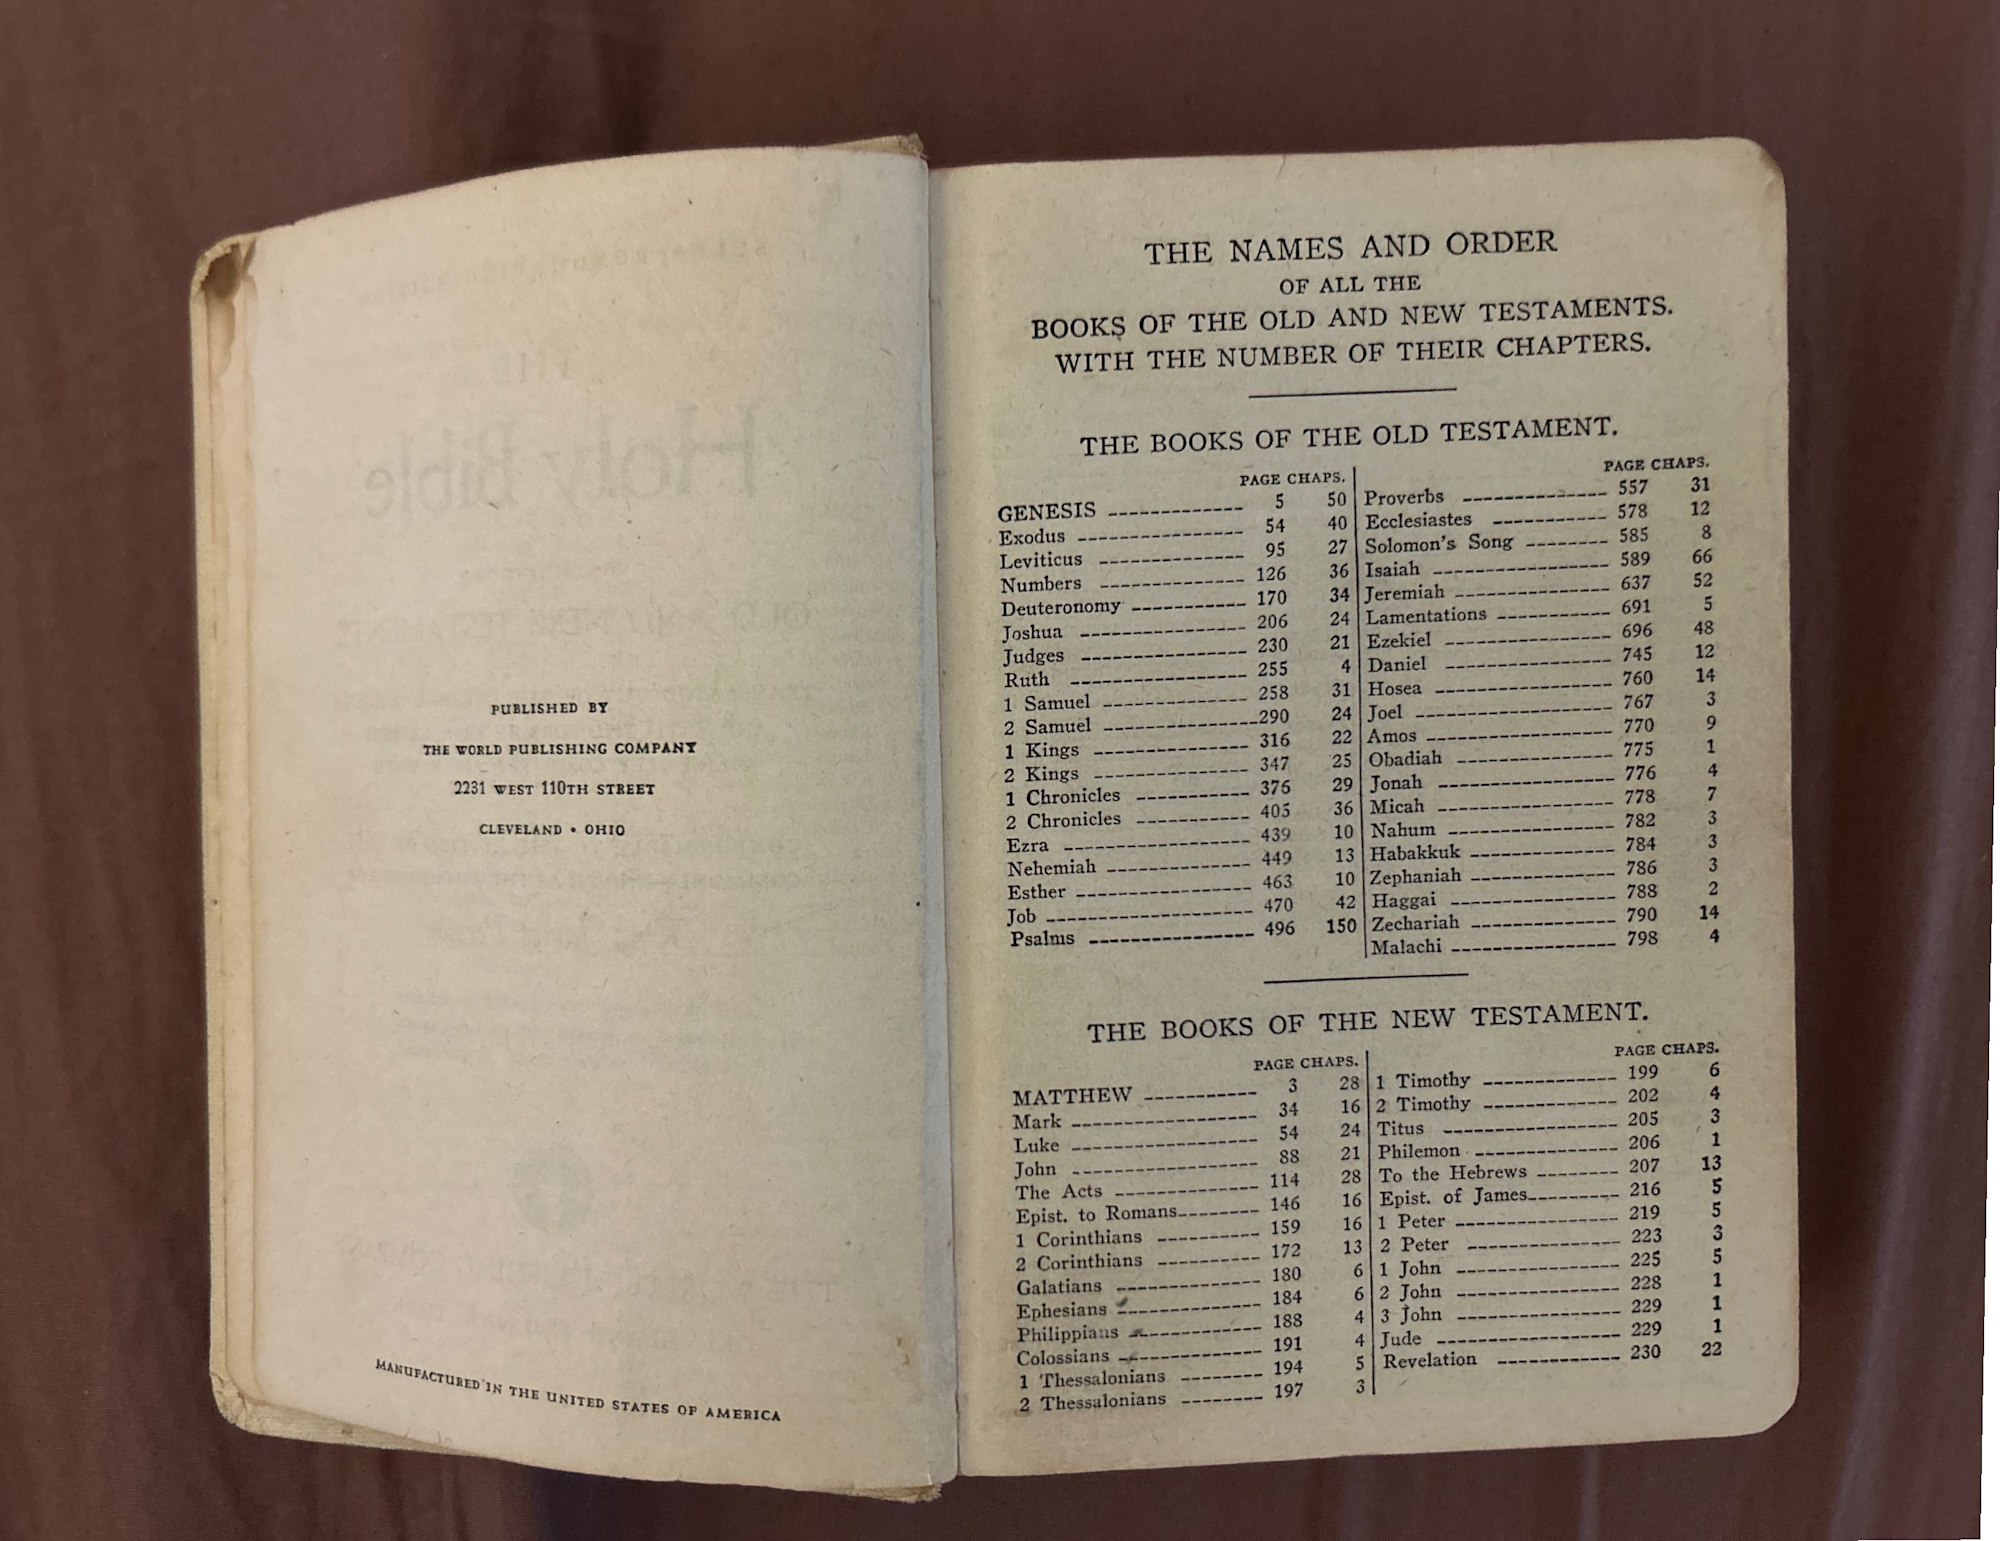 PUBLISHED BY
THE WORLD PUBLISHING COMPANY
2231 WEST 110TH STREET
CLEVELAND • OHIO
MANUFACTURED IN THE UNITED STATES OF AMERICA
THE NAMES AND ORDER
OF ALL THE
BOOKS OF THE OLD AND NEW TESTAMENTS.
WITH THE NUMBER OF THEIR CHAPTERS.
THE BOOKS OF THE OLD TESTAMENT.
PAGE CHAPS.
GENESIS 5 50
Exodus 54 40
Leviticus 95 27
Numbers 126 36
Deuteronomy 170 34
Joshua 206 24
Judges 230 21
Ruth 255 4
1 Samuel 258 31
2 Samuel 290 24
1 Kings 316 22
2 Kings 347 25
1 Chronicles 376 29
2 Chronicles 405 36
Ezra 439 10
Nehemiah 449 13
Esther 463 10
Job 470 42
Psalms 496 150
PAGE CHAPS.
Proverbs 557 31
Ecclesiastes 578 12
Solomon's Song 585 8
Isaiah 589 66
Jeremiah 637 52
Lamentations 691 5
Ezekiel 696 48
Daniel 745 12
Hosea 760 14
Joel 767 3
Amos 770 9
Obadiah 775 1
Jonah 776 4
Micah 778 7
Nahum 782 3
Habakkuk 784 3
Zephaniah 786 3
Haggai 788 2
Zechariah 790 14
Malachi 798 4
THE BOOKS OF THE NEW TESTAMENT.
PAGE CHAPS.
MATTHEW 3 28
Mark 34 16
Luke 54 24
John 88 21
The Acts 114 28
Epist. to Romans 146 16
1 Corinthians 159 16
2 Corinthians 172 13
Galatians 180 6
Ephesians 184 6
Philippians 188 4
Colossians 191 4
1 Thessalonians 194 5
2 Thessalonians 197 3
PAGE CHAPS.
1 Timothy 199 6
2 Timothy 202 4
Titus 205 3
Philemon 206 1
To the Hebrews 207 13
Epist. of James 216 5
1 Peter 219 5
2 Peter 223 3
1 John 225 5
2 John 228 1
3 John 229 1
Jude 229 1
Revelation 230 22